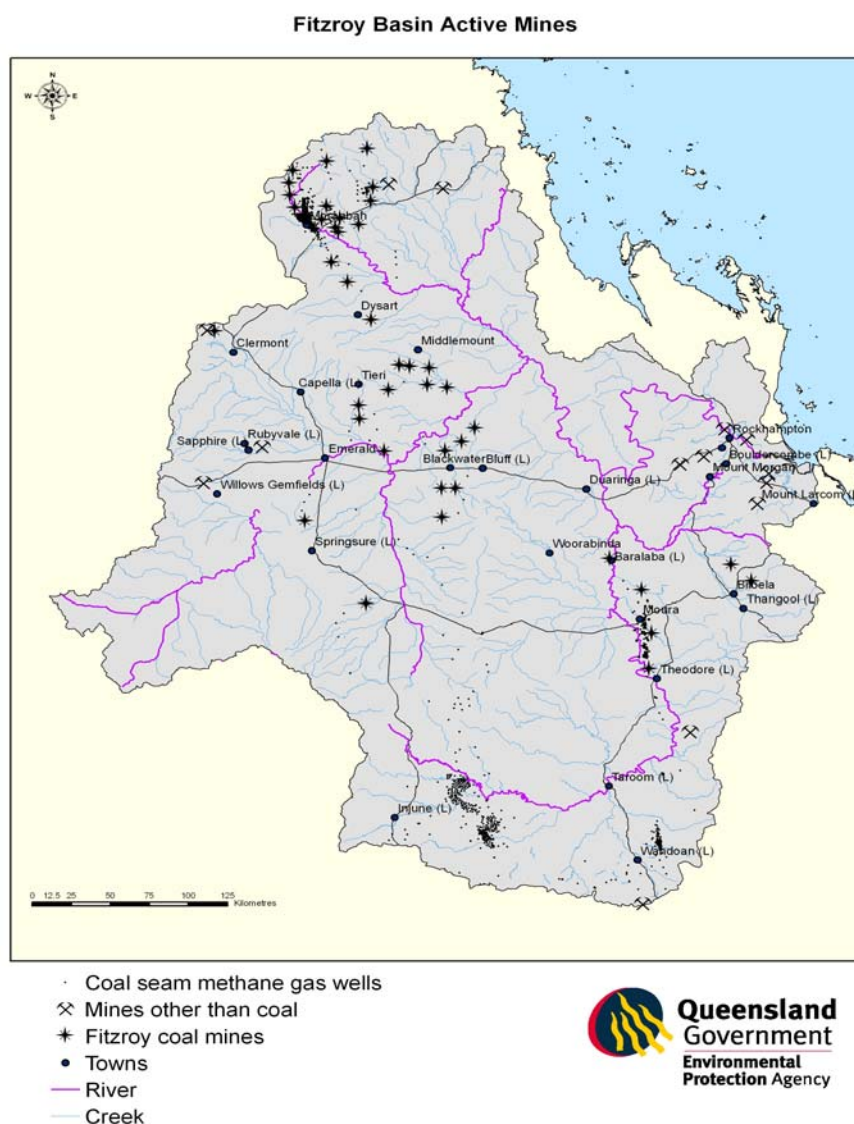 Fitzroy Basin Active Mines
N
W E
S
Dysart
Clermont
Middlemount
Capella (L)
Tieri
Rockhampton
Sapphire (L)
Rubyvale (L)
Emerald
Bouldercombe (L)
Blackwater
Bluff (L)
Mount Morgan
Willows Gemfields (L)
Duaringa (L)
Mount Larcom (L
Springsure (L)
Woorabinda
Baralaba (L)
Biloela
Thangool (L)
Moura
Theodore (L)
Taroom (L)
Injune (L)
Wandoan (L)
0 12.5 25 50 75 100 125
Kilometres
Coal seam methane gas wells
Mines other than coal
Fitzroy coal mines
Towns
River
Creek
Queensland
Government
Environmental
Protection Agency